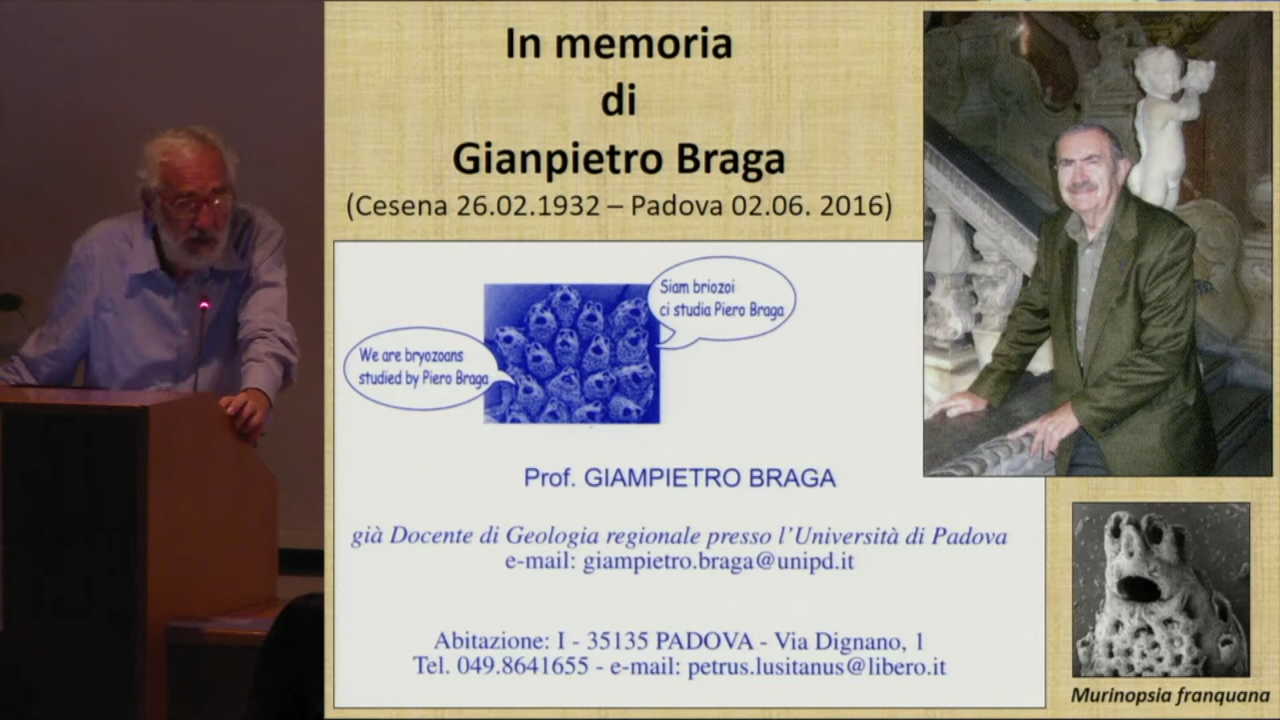 In memoria
di
Gianpietro Braga
(Cesena 26.02.1932 – Padova 02.06. 2016)
Siam briozoi
ci studia Piero Braga
We are bryozoans
studied by Piero Braga
Prof. GIAMPIETRO BRAGA
già Docente di Geologia regionale presso l'Università di Padova
e-mail: giampietro.braga@unipd.it
Abitazione: I - 35135 PADOVA - Via Dignano, 1
Tel. 049.8641655 - e-mail: petrus.lusitanus@libero.it
Murinopsia franquana